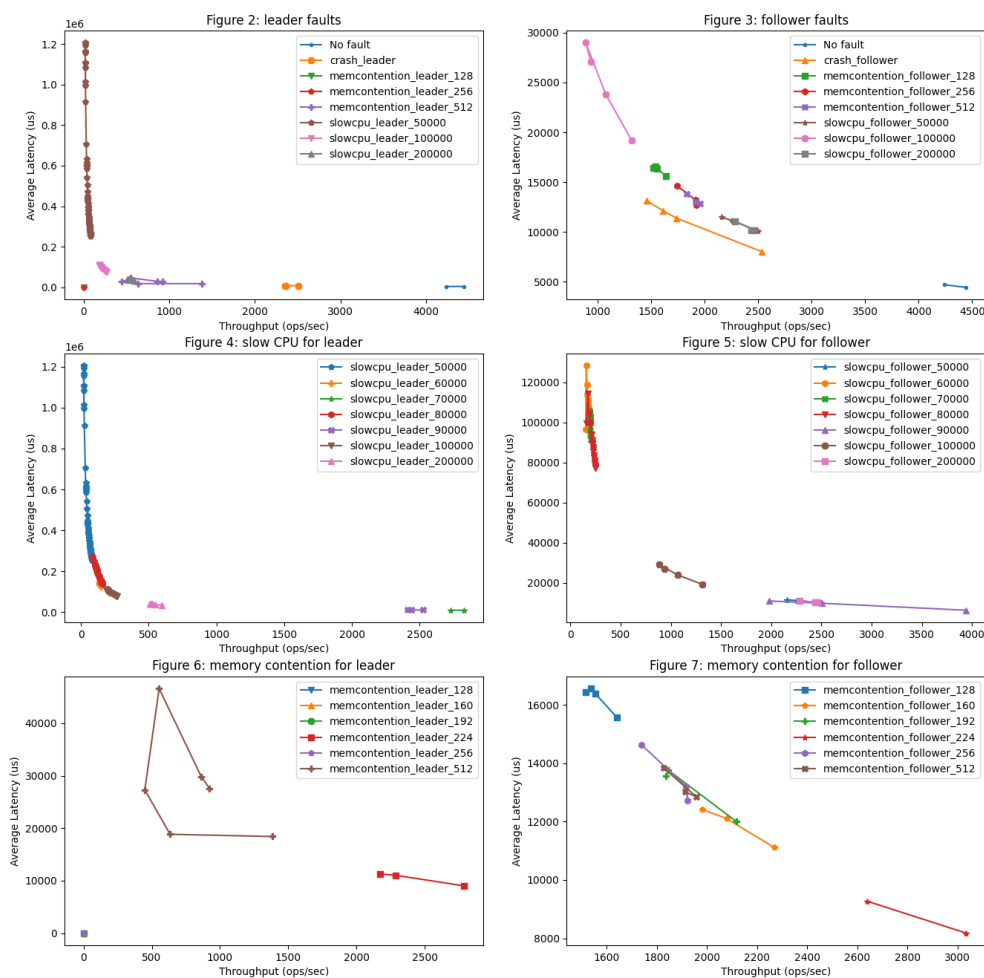 Figure 2: leader faults
1e6
1.2
1.0
0.8
0.6
0.4
0.2
0.0
Average Latency (us)
No fault
crash_leader
memcontention_leader_128
memcontention_leader_256
memcontention_leader_512
slowcpu_leader_50000
slowcpu_leader_100000
slowcpu_leader_200000
0 1000 2000 3000 4000
Throughput (ops/sec)
Figure 3: follower faults
30000
25000
20000
15000
10000
5000
Average Latency (us)
No fault
crash_follower
memcontention_follower_128
memcontention_follower_256
memcontention_follower_512
slowcpu_follower_50000
slowcpu_follower_100000
slowcpu_follower_200000
1000 1500 2000 2500 3000 3500 4000 4500
Throughput (ops/sec)
Figure 4: slow CPU for leader
1e6
1.2
1.0
0.8
0.6
0.4
0.2
0.0
Average Latency (us)
slowcpu_leader_50000
slowcpu_leader_60000
slowcpu_leader_70000
slowcpu_leader_80000
slowcpu_leader_90000
slowcpu_leader_100000
slowcpu_leader_200000
0 500 1000 1500 2000 2500
Throughput (ops/sec)
Figure 5: slow CPU for follower
120000
100000
80000
60000
40000
20000
Average Latency (us)
slowcpu_follower_50000
slowcpu_follower_60000
slowcpu_follower_70000
slowcpu_follower_80000
slowcpu_follower_90000
slowcpu_follower_100000
slowcpu_follower_200000
0 500 1000 1500 2000 2500 3000 3500 4000
Throughput (ops/sec)
Figure 6: memory contention for leader
40000
30000
20000
10000
0
Average Latency (us)
memcontention_leader_128
memcontention_leader_160
memcontention_leader_192
memcontention_leader_224
memcontention_leader_256
memcontention_leader_512
0 500 1000 1500 2000 2500
Throughput (ops/sec)
Figure 7: memory contention for follower
16000
14000
12000
10000
8000
Average Latency (us)
memcontention_follower_128
memcontention_follower_160
memcontention_follower_192
memcontention_follower_224
memcontention_follower_256
memcontention_follower_512
1600 1800 2000 2200 2400 2600 2800 3000
Throughput (ops/sec)